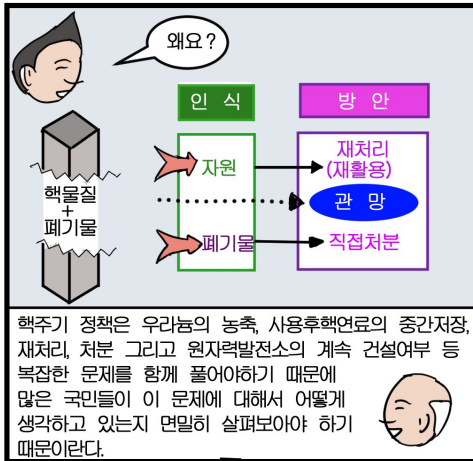 왜요?
인 식
방 안
핵물질
+
폐기물
자원
재처리
(재활용)
관 망
폐기물
직접처분
핵주기 정책은 우라늄의 농축, 사용후핵연료의 중간저장,
재처리, 처분 그리고 원자력발전소의 계속 건설여부 등
복잡한 문제를 함께 풀어야하기 때문에
많은 국민들이 이 문제에 대해서 어떻게
생각하고 있는지 면밀히 살펴보아야 하기
때문이란다.